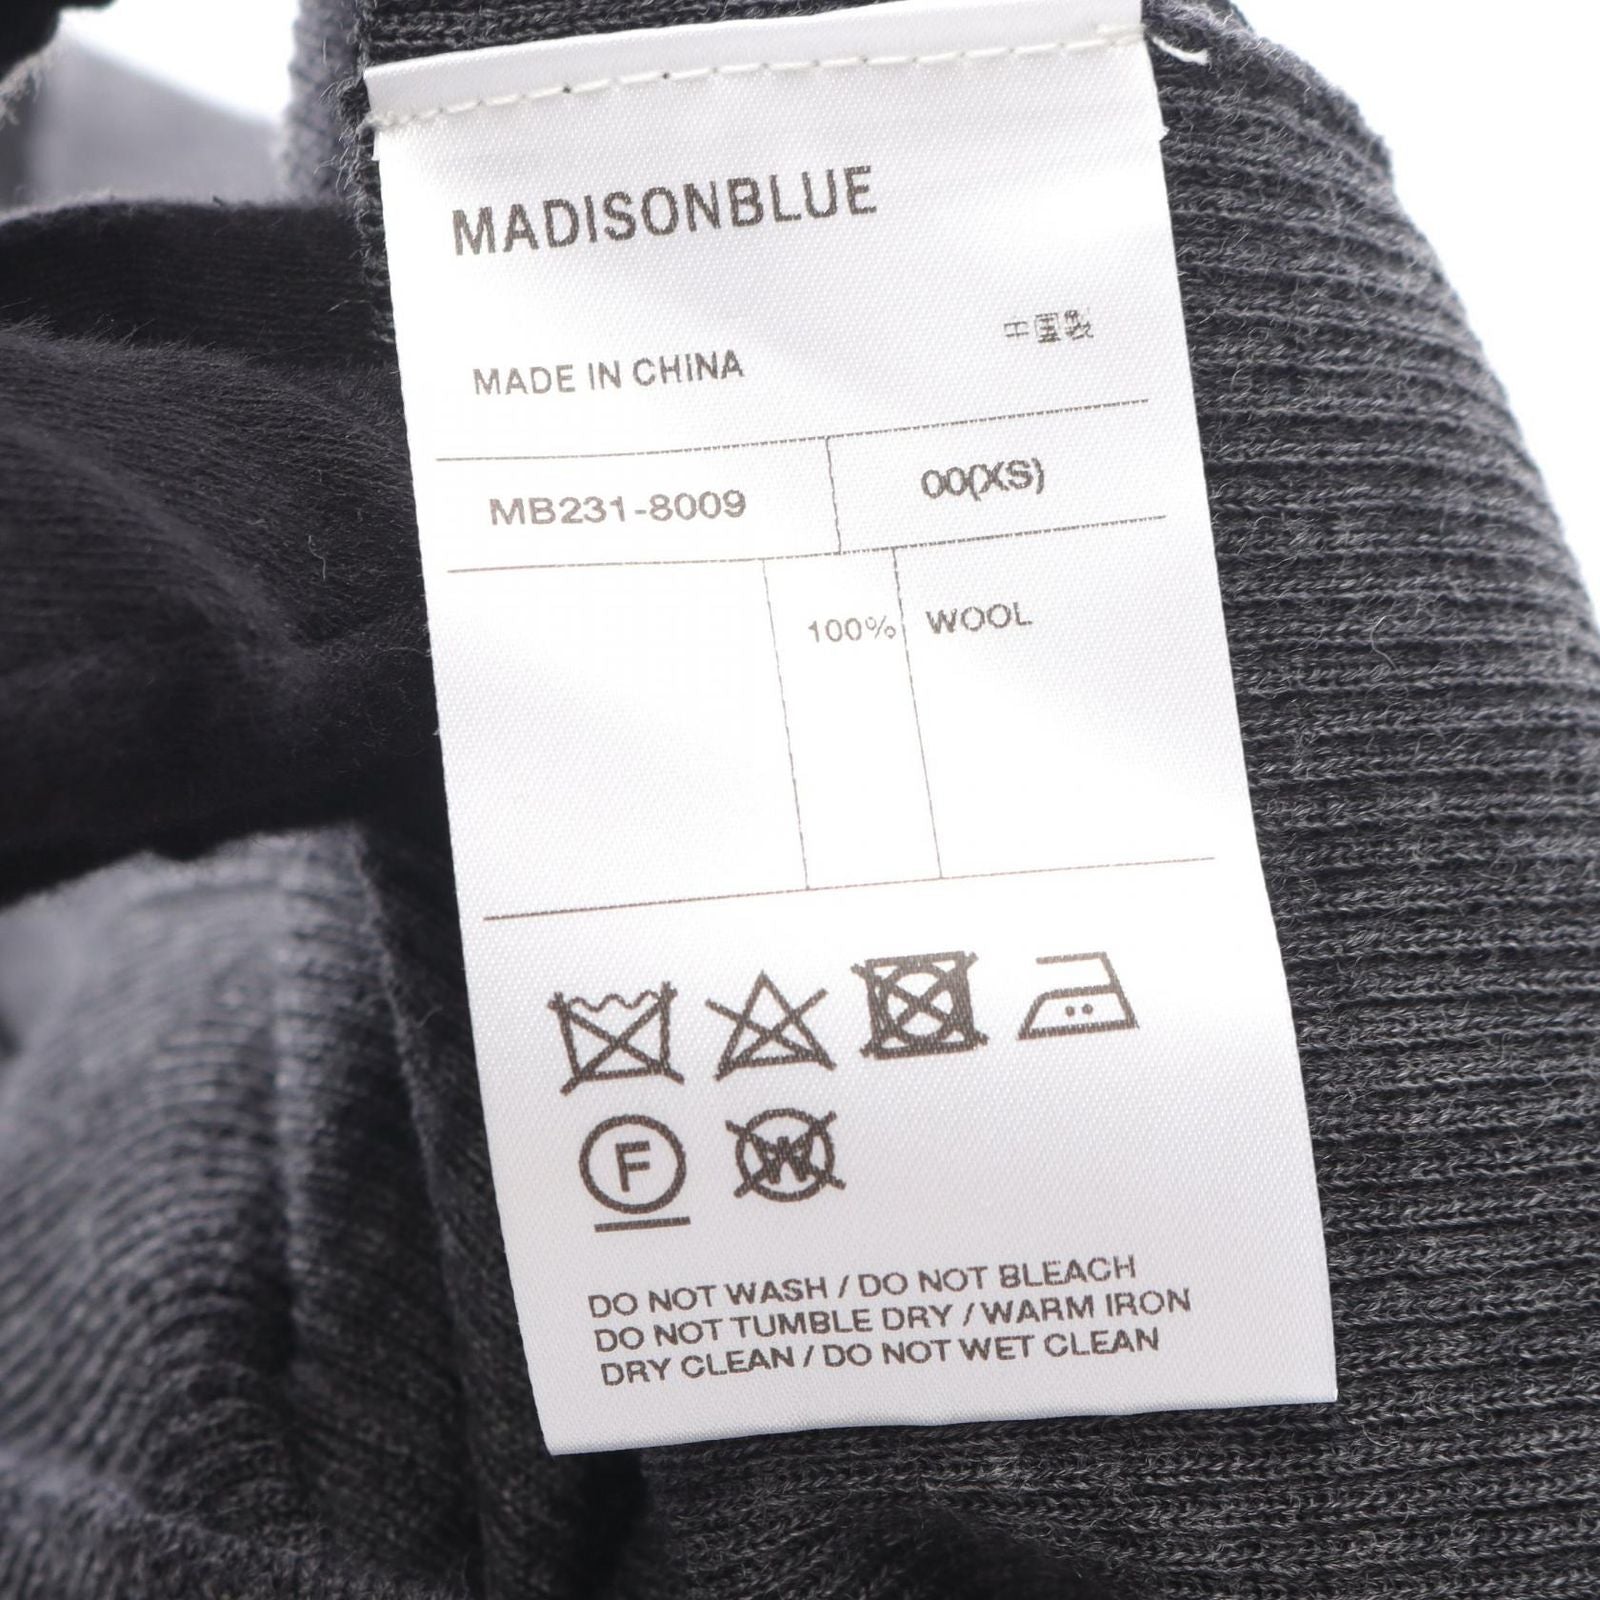 MADISONBLUE
中国製
MADE IN CHINA
MB231-8009 00(XS)
100% WOOL
F
W
DO NOT WASH / DO NOT BLEACH
DO NOT TUMBLE DRY / WARM IRON
DRY CLEAN / DO NOT WET CLEAN